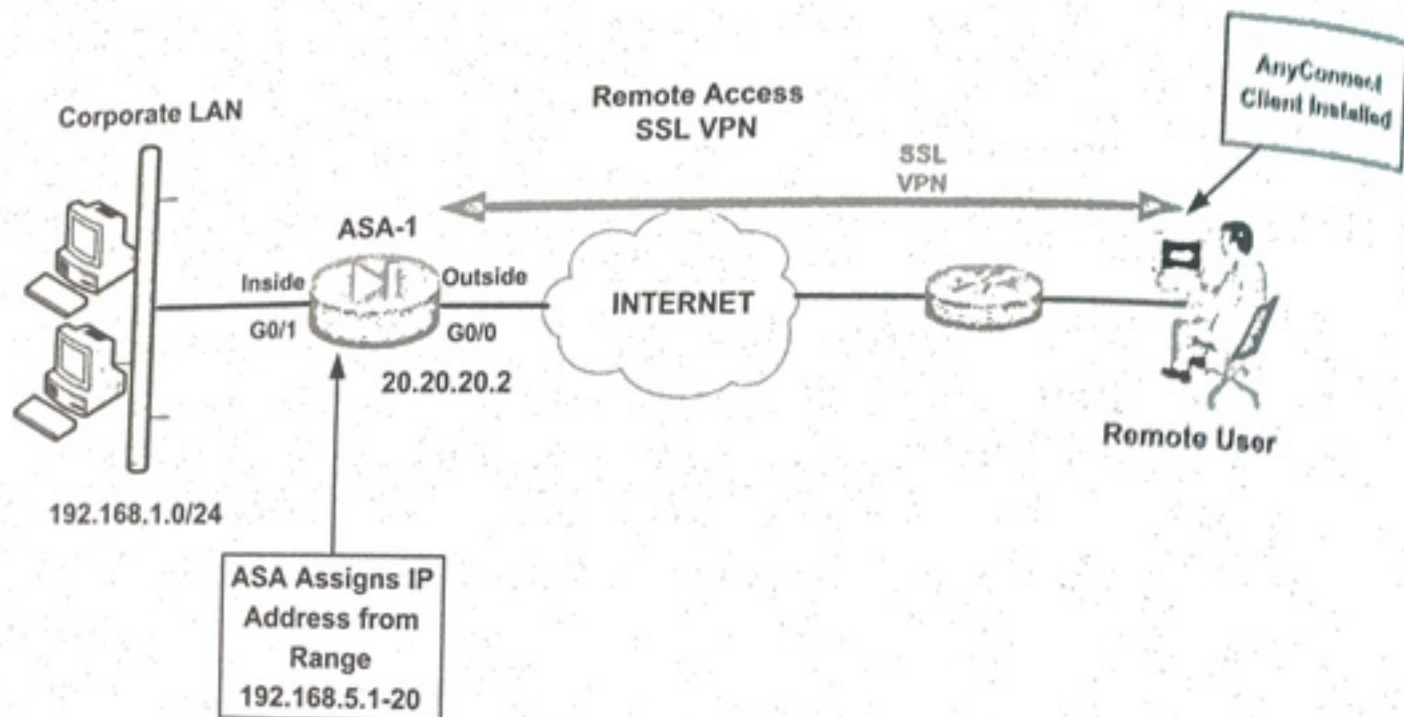 Corporate LAN
Remote Access
SSL VPN
AnyConnect
Client Installed
SSL
VPN
ASA-1
Inside
Outside
G0/1
G0/0
INTERNET
20.20.20.2
Remote User
192.168.1.0/24
ASA Assigns IP
Address from
Range
192.168.5.1-20